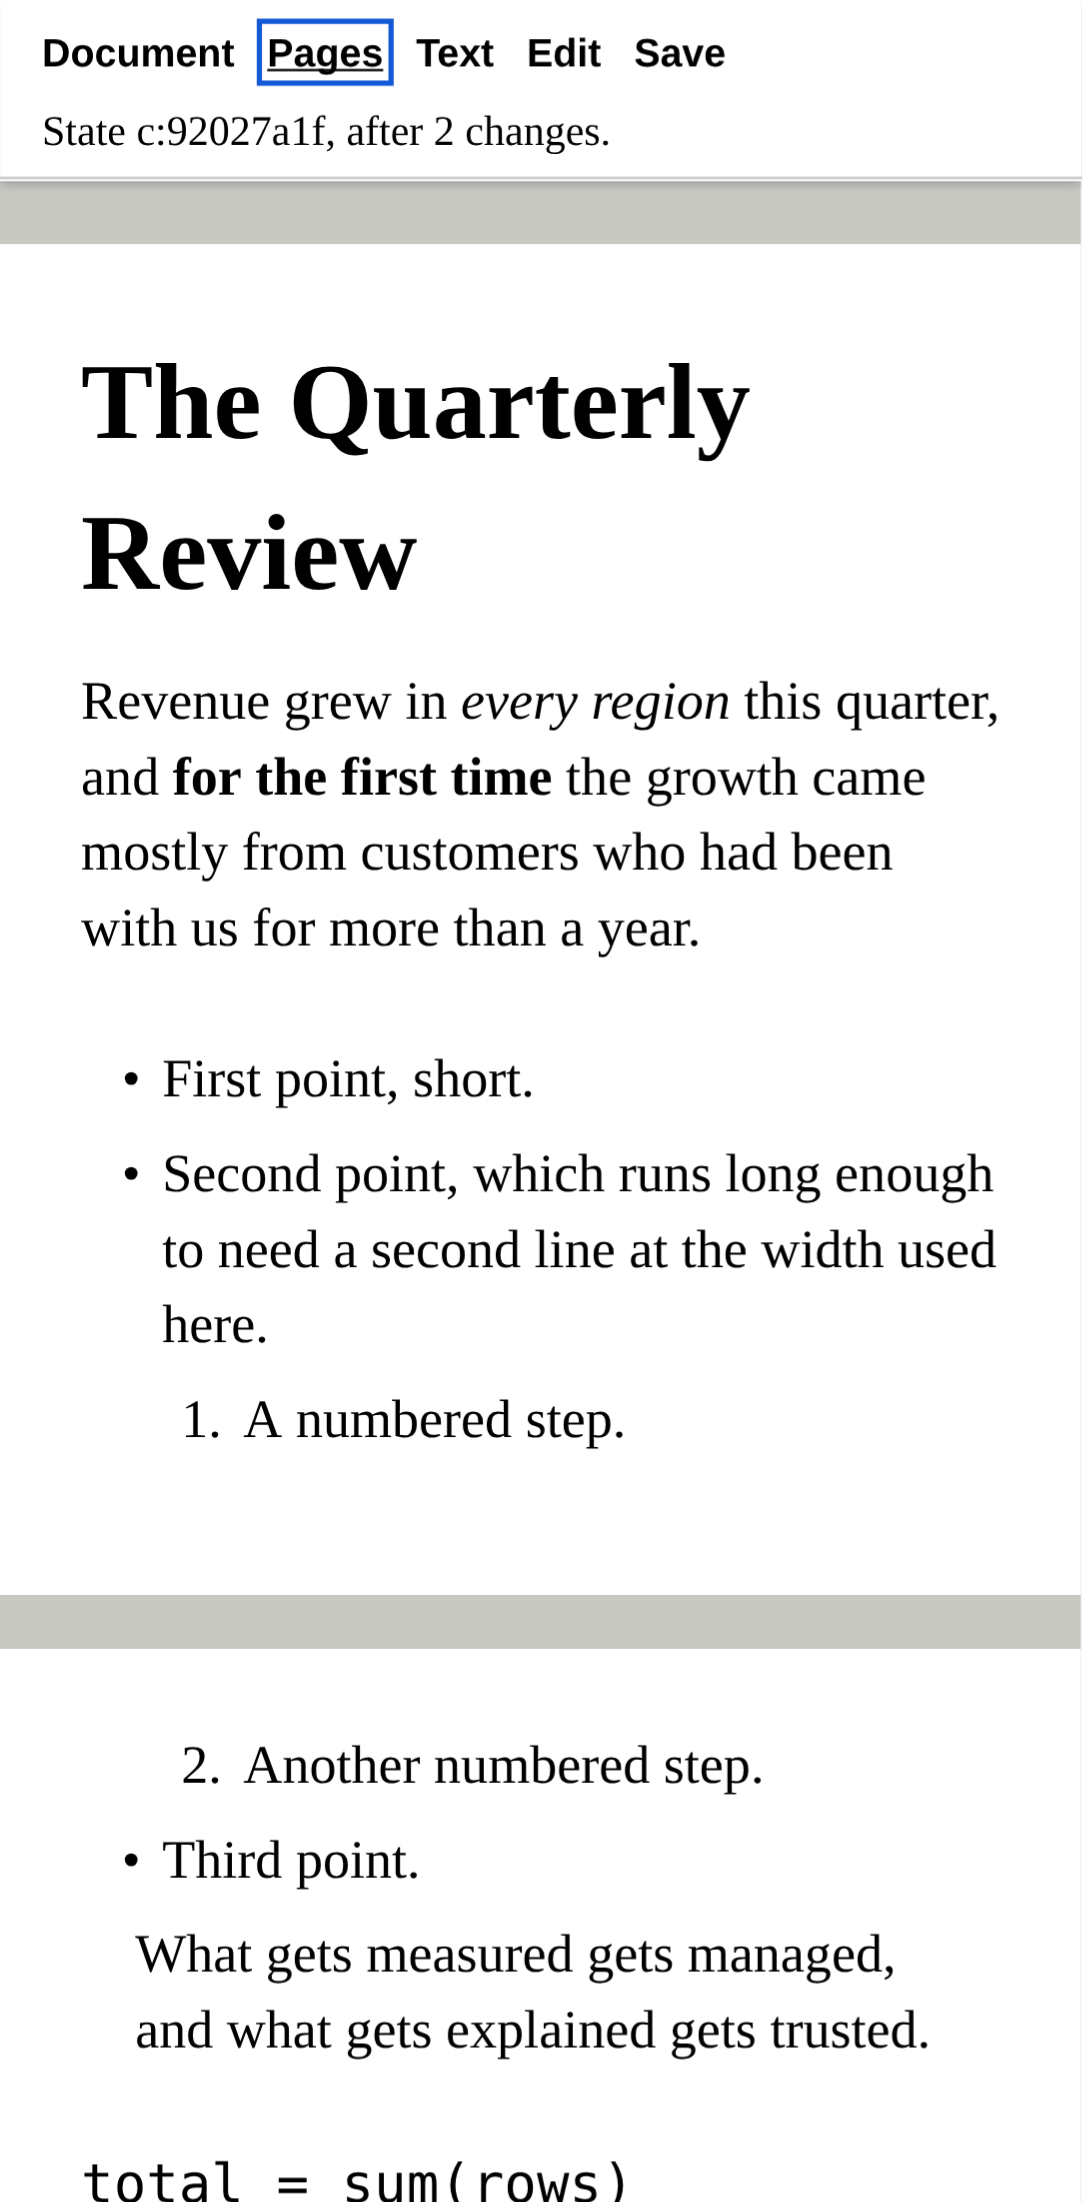 Document Pages Text Edit Save
State c:92027a1f, after 2 changes.
The Quarterly
Review
Revenue grew in every region this quarter,
and for the first time the growth came
mostly from customers who had been
with us for more than a year.
• First point, short.
• Second point, which runs long enough
to need a second line at the width used
here.
1. A numbered step.
2. Another numbered step.
• Third point.
What gets measured gets managed,
and what gets explained gets trusted.
total = sum(rows)